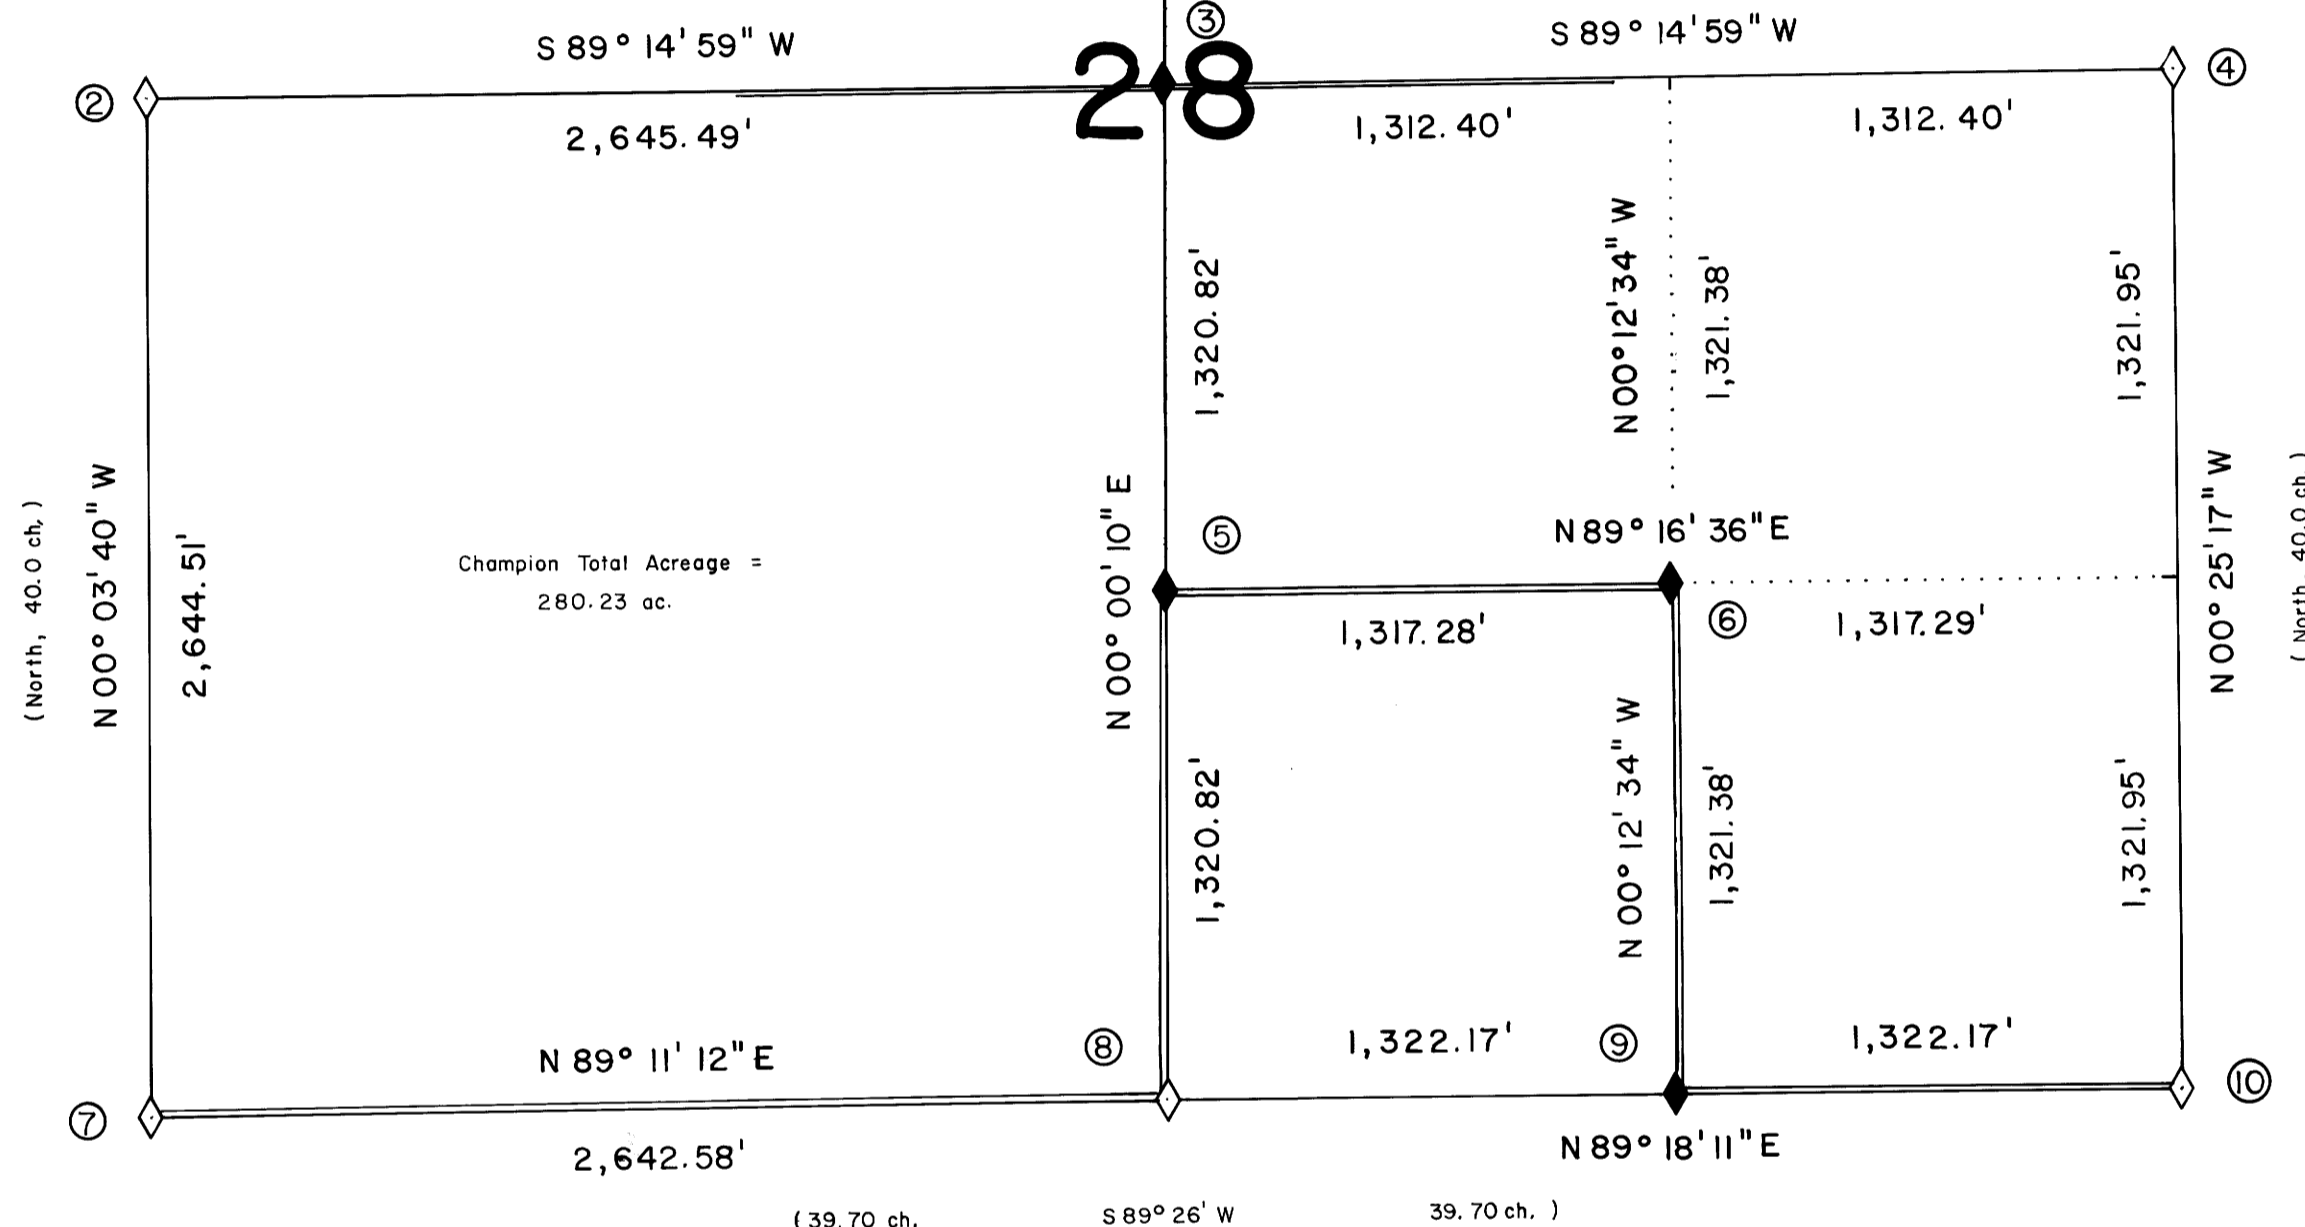 ③
S 89° 14' 59" W
S 89° 14' 59" W
②
28
④
2,645.49'
1,312.40'
1,312.40'
1,320.82'
N 00° 12' 34" W
1,321.38'
1,321.95'
(North, 40.0 ch.)
N 00° 03' 40" W
2,644.51'
Champion Total Acreage =
280.23 ac.
N 00° 00' 10" E
⑤
N 89° 16' 36" E
N 00° 25' 17" W
(North, 40.0 ch.)
1,317.28'
⑥
1,317.29'
1,320.82'
N 00° 12' 34" W
1,321.38'
1,321.95'
N 89° 11' 12" E
⑧
1,322.17'
⑨
1,322.17'
⑩
⑦
2,642.58'
N 89° 18' 11" E
(39.70 ch.
S 89° 26' W
39.70 ch.)